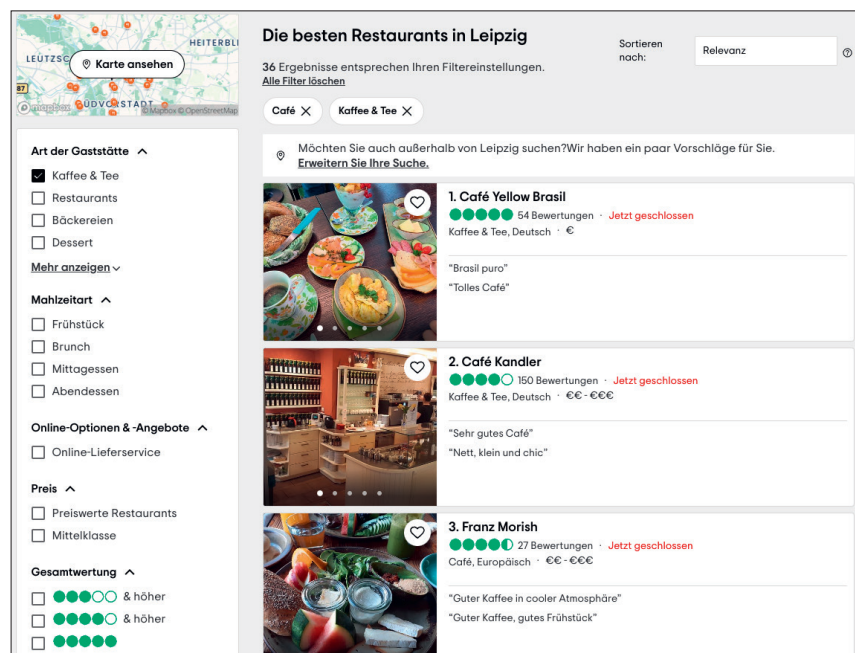 HEITERBLI
LEUTZSC
Karte ansehen
87
SÜDVORSTADT
mapbox
© Mapbox © OpenStreetMap
Art der Gaststätte
Kaffee & Tee
Restaurants
Bäckereien
Dessert
Mehr anzeigen
Mahlzeitart
Frühstück
Brunch
Mittagessen
Abendessen
Online-Optionen & -Angebote
Online-Lieferservice
Preis
Preiswerte Restaurants
Mittelklasse
Gesamtwertung
& höher
& höher
Die besten Restaurants in Leipzig
36 Ergebnisse entsprechen Ihren Filtereinstellungen.
Alle Filter löschen
Sortieren
nach:
Relevanz
Café
Kaffee & Tee
Möchten Sie auch außerhalb von Leipzig suchen?Wir haben ein paar Vorschläge für Sie.
Erweitern Sie Ihre Suche.
1. Café Yellow Brasil
54 Bewertungen · Jetzt geschlossen
Kaffee & Tee, Deutsch · €
"Brasil puro"
"Tolles Café"
2. Café Kandler
150 Bewertungen · Jetzt geschlossen
Kaffee & Tee, Deutsch · €€-€€€
"Sehr gutes Café"
"Nett, klein und chic"
3. Franz Morish
27 Bewertungen · Jetzt geschlossen
Café, Europäisch · €€-€€€
"Guter Kaffee in cooler Atmosphäre"
"Guter Kaffee, gutes Frühstück"